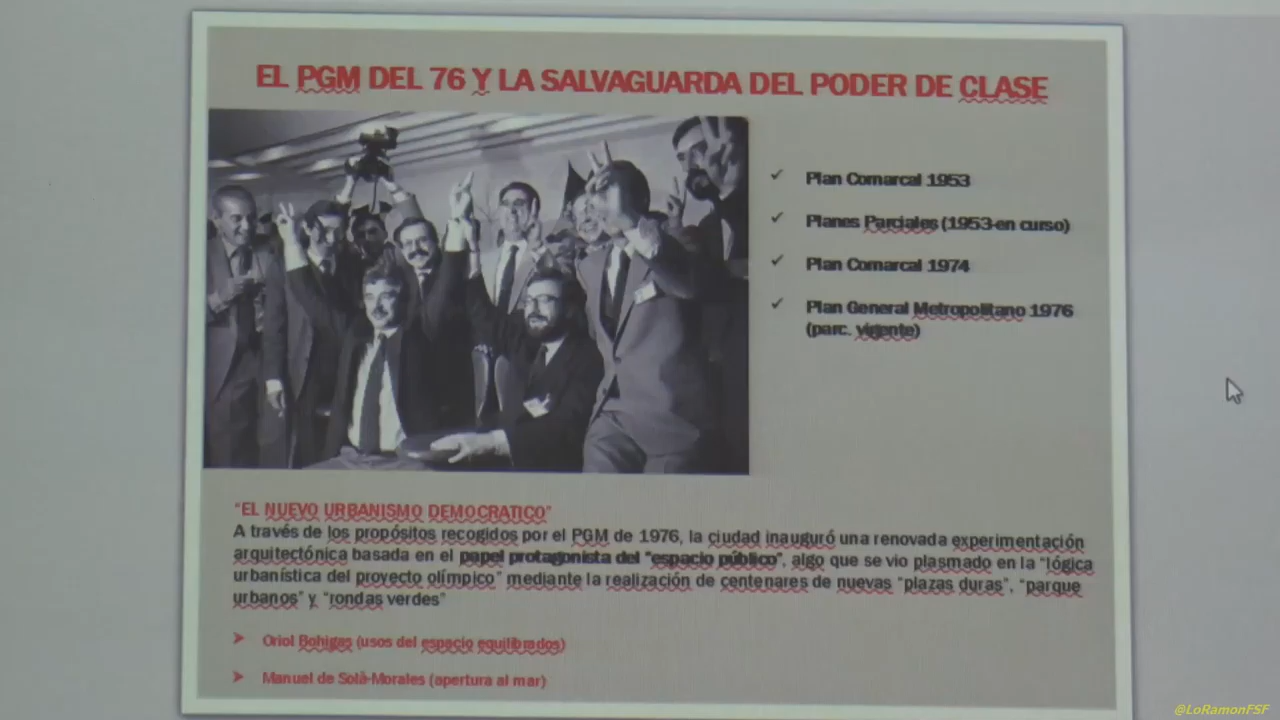 EL PGM DEL 76 Y LA SALVAGUARDA DEL PODER DE CLASE
Plan Comarcal 1953
Planes Parciales (1953-en curso)
Plan Comarcal 1974
Plan General Metropolitano 1976
(parc. vigente)
"EL NUEVO URBANISMO DEMOCRATICO"
A través de los propósitos recogidos por el PGM de 1976, la ciudad inauguró una renovada experimentación
arquitectónica basada en el papel protagonista del "espacio público", algo que se vio plasmado en la "lógica
urbanística del proyecto olímpico" mediante la realización de centenares de nuevas "plazas duras", "parque
urbanos" y "rondas verdes"
Oriol Bohigas (usos del espacio equilibrados)
Manuel de Solà-Morales (apertura al mar)
@LoRamonFSF